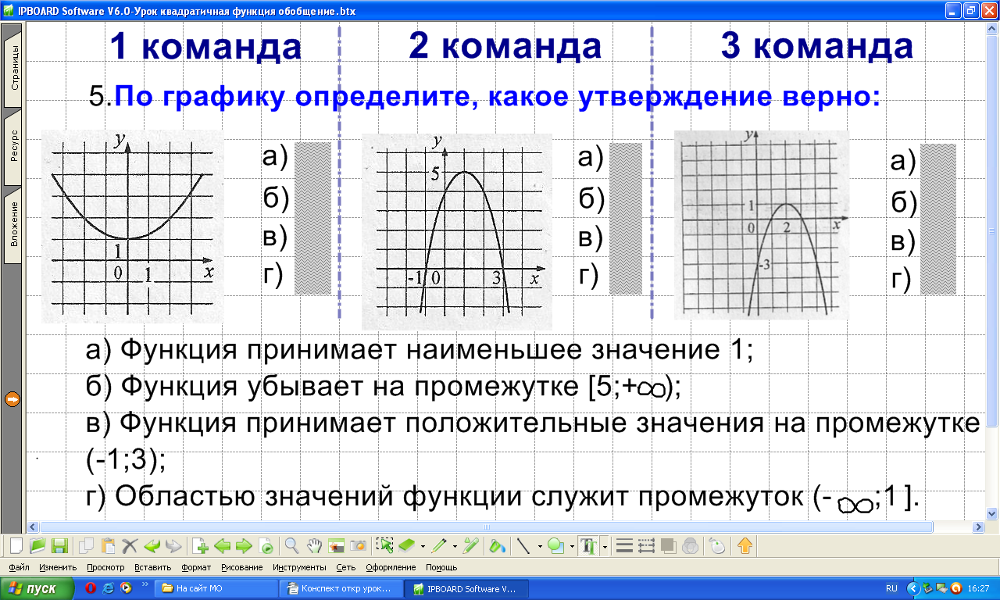 IPBOARD Software V6.0-Урок квадратичная функция обобщение.btx
Страницы
Ресурс
Вложение
1 команда
2 команда
3 команда
5.По графику определите, какое утверждение верно:
y
1
0
1
x
а)
б)
в)
г)
y
5
-1
0
3
x
а)
б)
в)
г)
y
1
0
2
x
-3
а)
б)
в)
г)
а) Функция принимает наименьшее значение 1;
б) Функция убывает на промежутке [5;+∞);
в) Функция принимает положительные значения на промежутке
(-1;3);
г) Областью значений функции служит промежуток (-∞;1].
Файл Изменить Просмотр Вставить Формат Рисование Инструменты Сеть Оформление Помощь
пуск
На сайт МО
Конспект откр урок...
IPBOARD Software V...
RU
16:27